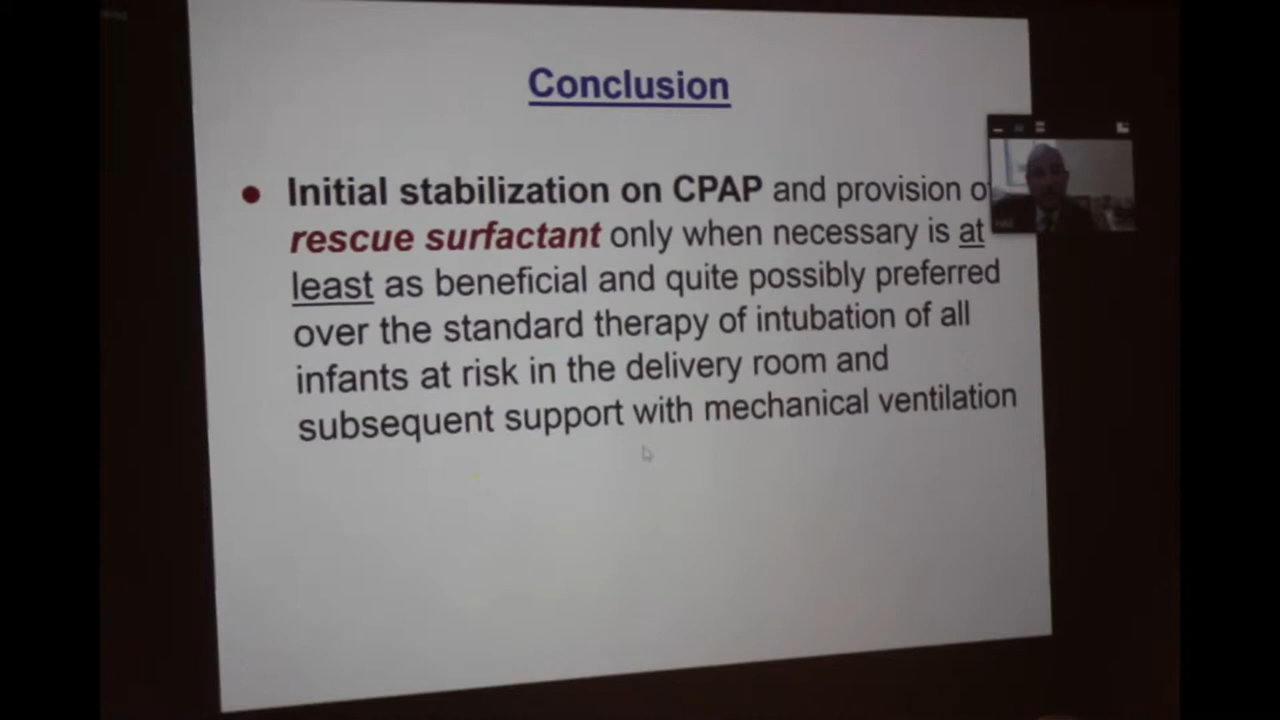 Conclusion
Initial stabilization on CPAP and provision
rescue surfactant only when necessary is at
least as beneficial and quite possibly preferred
over the standard therapy of intubation of all
infants at risk in the delivery room and
subsequent support with mechanical ventilation